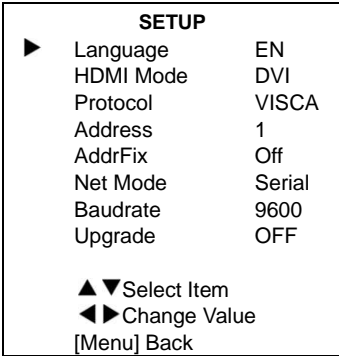 SETUP
▶ Language EN
HDMI Mode DVI
Protocol VISCA
Address 1
AddrFix Off
Net Mode Serial
Baudrate 9600
Upgrade OFF
▲▼Select Item
◀▶Change Value
[Menu] Back